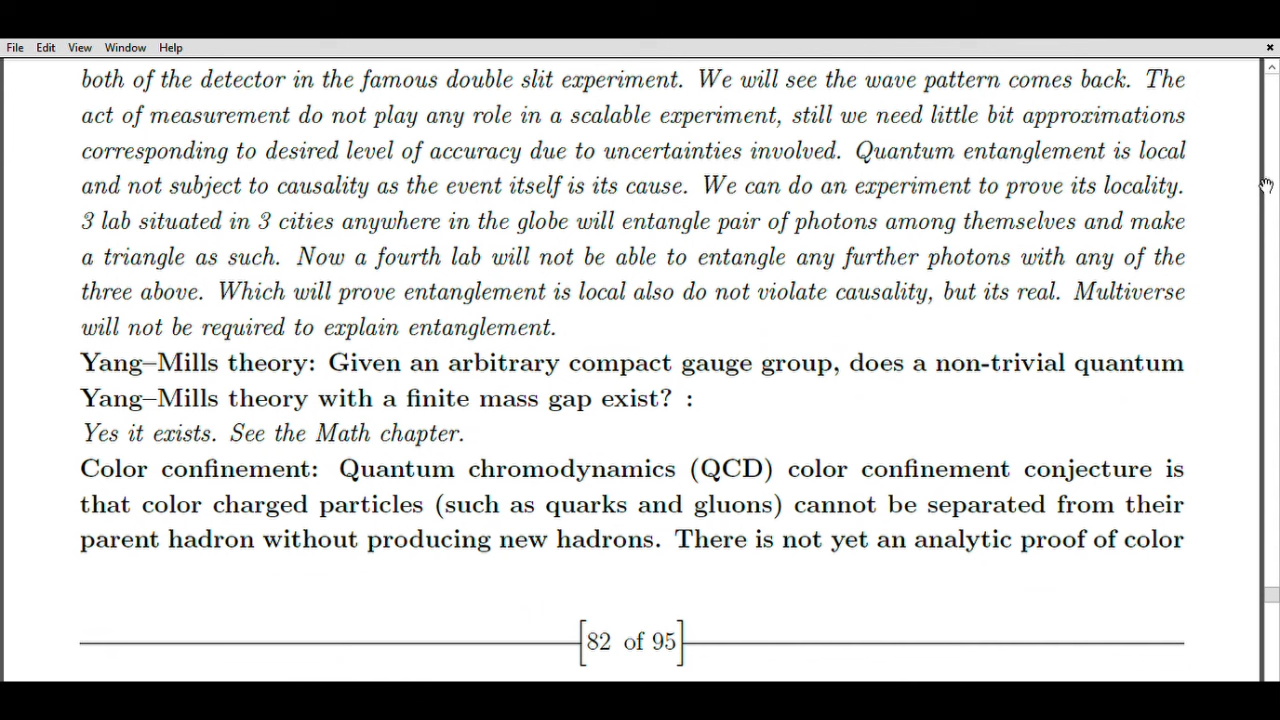 File Edit View Window Help
both of the detector in the famous double slit experiment. We will see the wave pattern comes back. The
act of measurement do not play any role in a scalable experiment, still we need little bit approximations
corresponding to desired level of accuracy due to uncertainties involved. Quantum entanglement is local
and not subject to causality as the event itself is its cause. We can do an experiment to prove its locality.
3 lab situated in 3 cities anywhere in the globe will entangle pair of photons among themselves and make
a triangle as such. Now a fourth lab will not be able to entangle any further photons with any of the
three above. Which will prove entanglement is local also do not violate causality, but its real. Multiverse
will not be required to explain entanglement.
Yang–Mills theory: Given an arbitrary compact gauge group, does a non-trivial quantum
Yang–Mills theory with a finite mass gap exist? :
Yes it exists. See the Math chapter.
Color confinement: Quantum chromodynamics (QCD) color confinement conjecture is
that color charged particles (such as quarks and gluons) cannot be separated from their
parent hadron without producing new hadrons. There is not yet an analytic proof of color
82 of 95